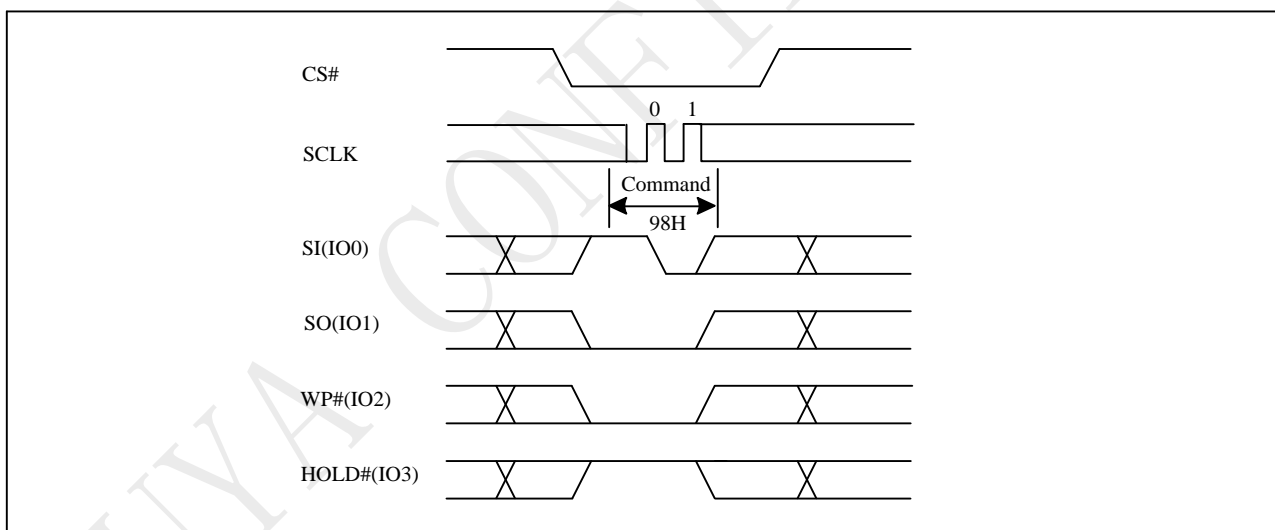 CS#
0 1
SCLK
Command
98H
SI(IO0)
SO(IO1)
WP#(IO2)
HOLD#(IO3)